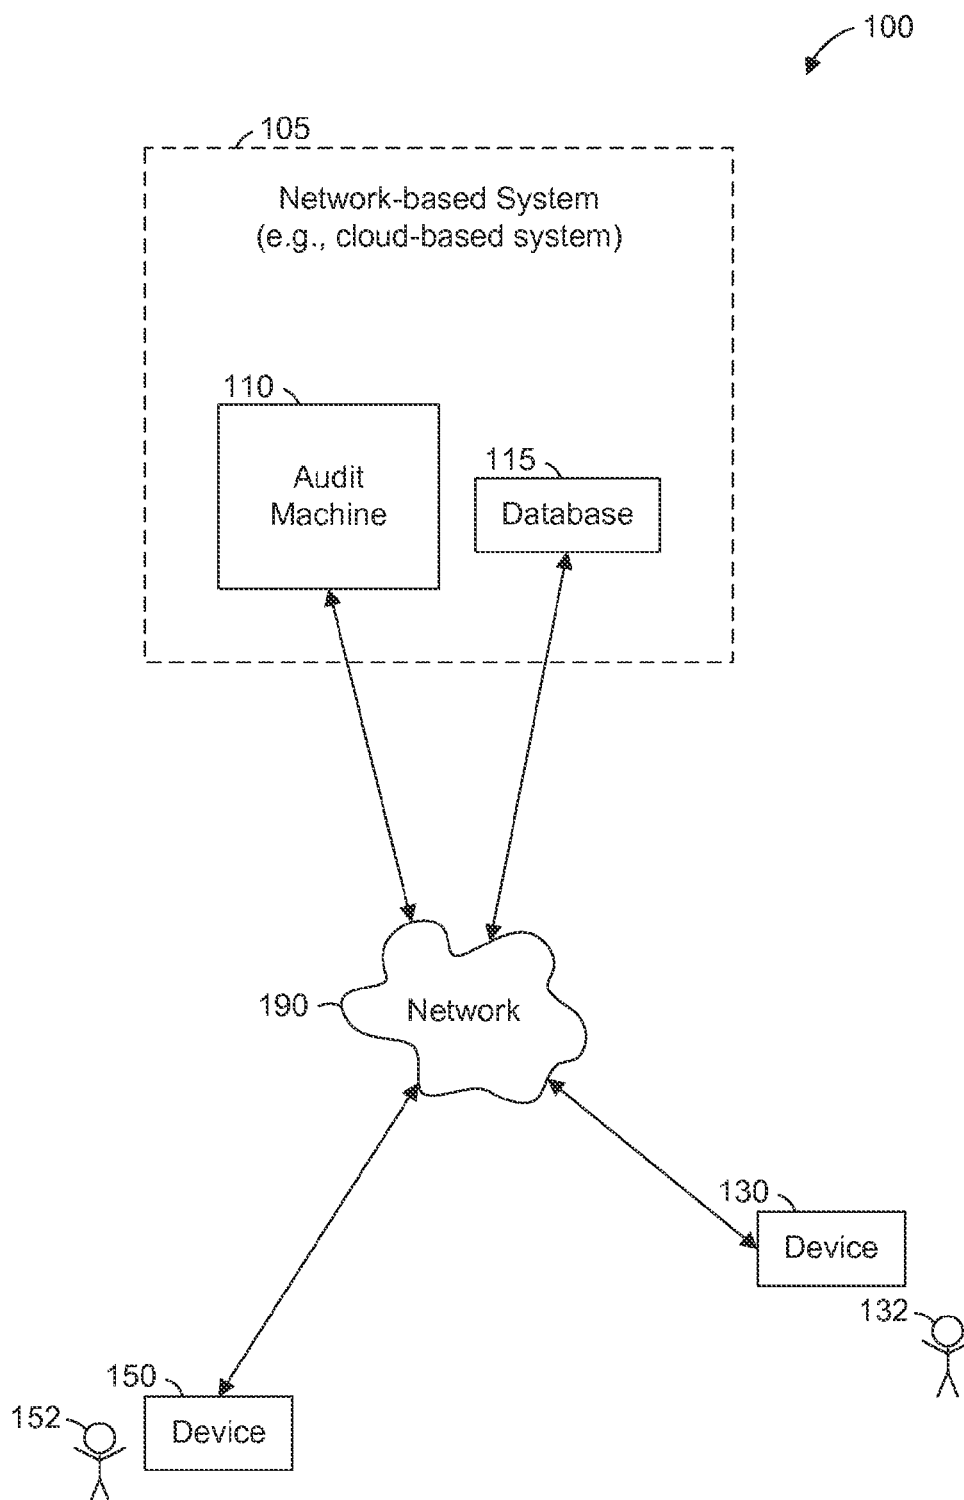 100
105
Network-based System
(e.g., cloud-based system)
110
Audit
Machine
115
Database
190
Network
130
Device
132
150
Device
152